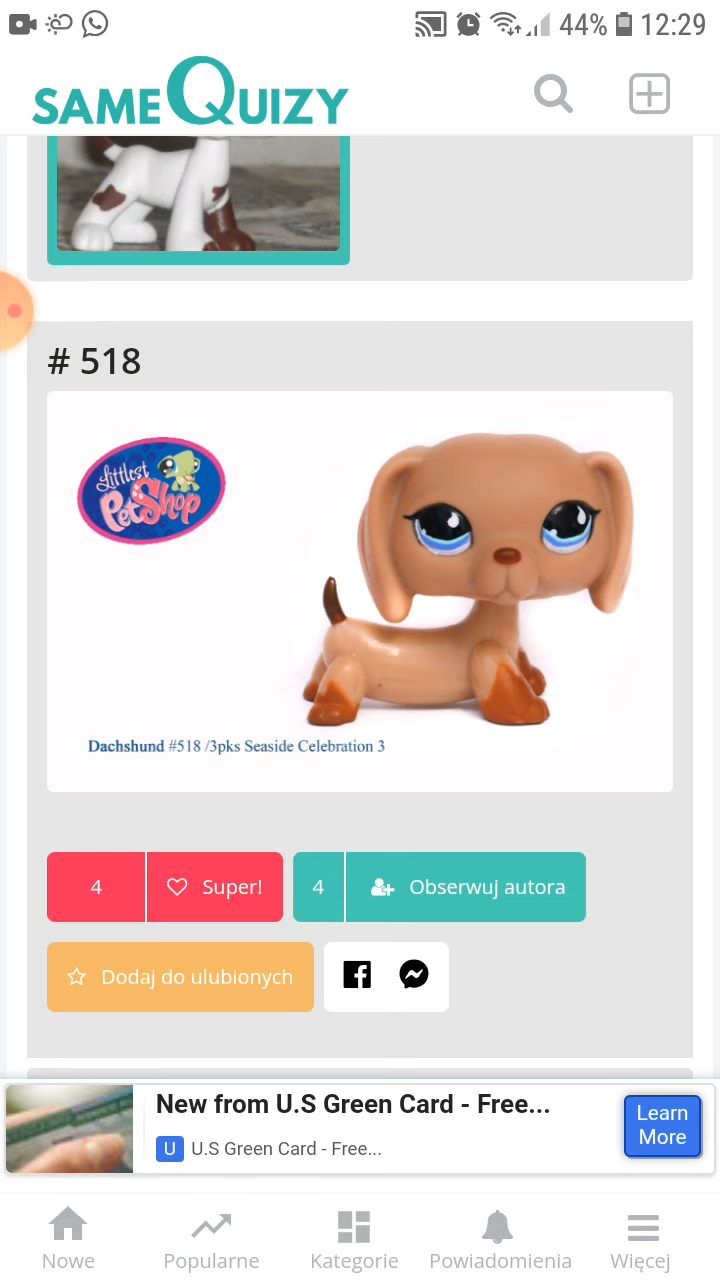 44% 12:29
SAMEQUIZY
# 518
Littlest
PetShop
Dachshund #518 /3pks Seaside Celebration 3
4 Super! 4 Obserwuj autora
Dodaj do ulubionych
New from U.S Green Card - Free...
U U.S Green Card - Free...
Learn
More
Nowe Popularne Kategorie Powiadomienia Więcej